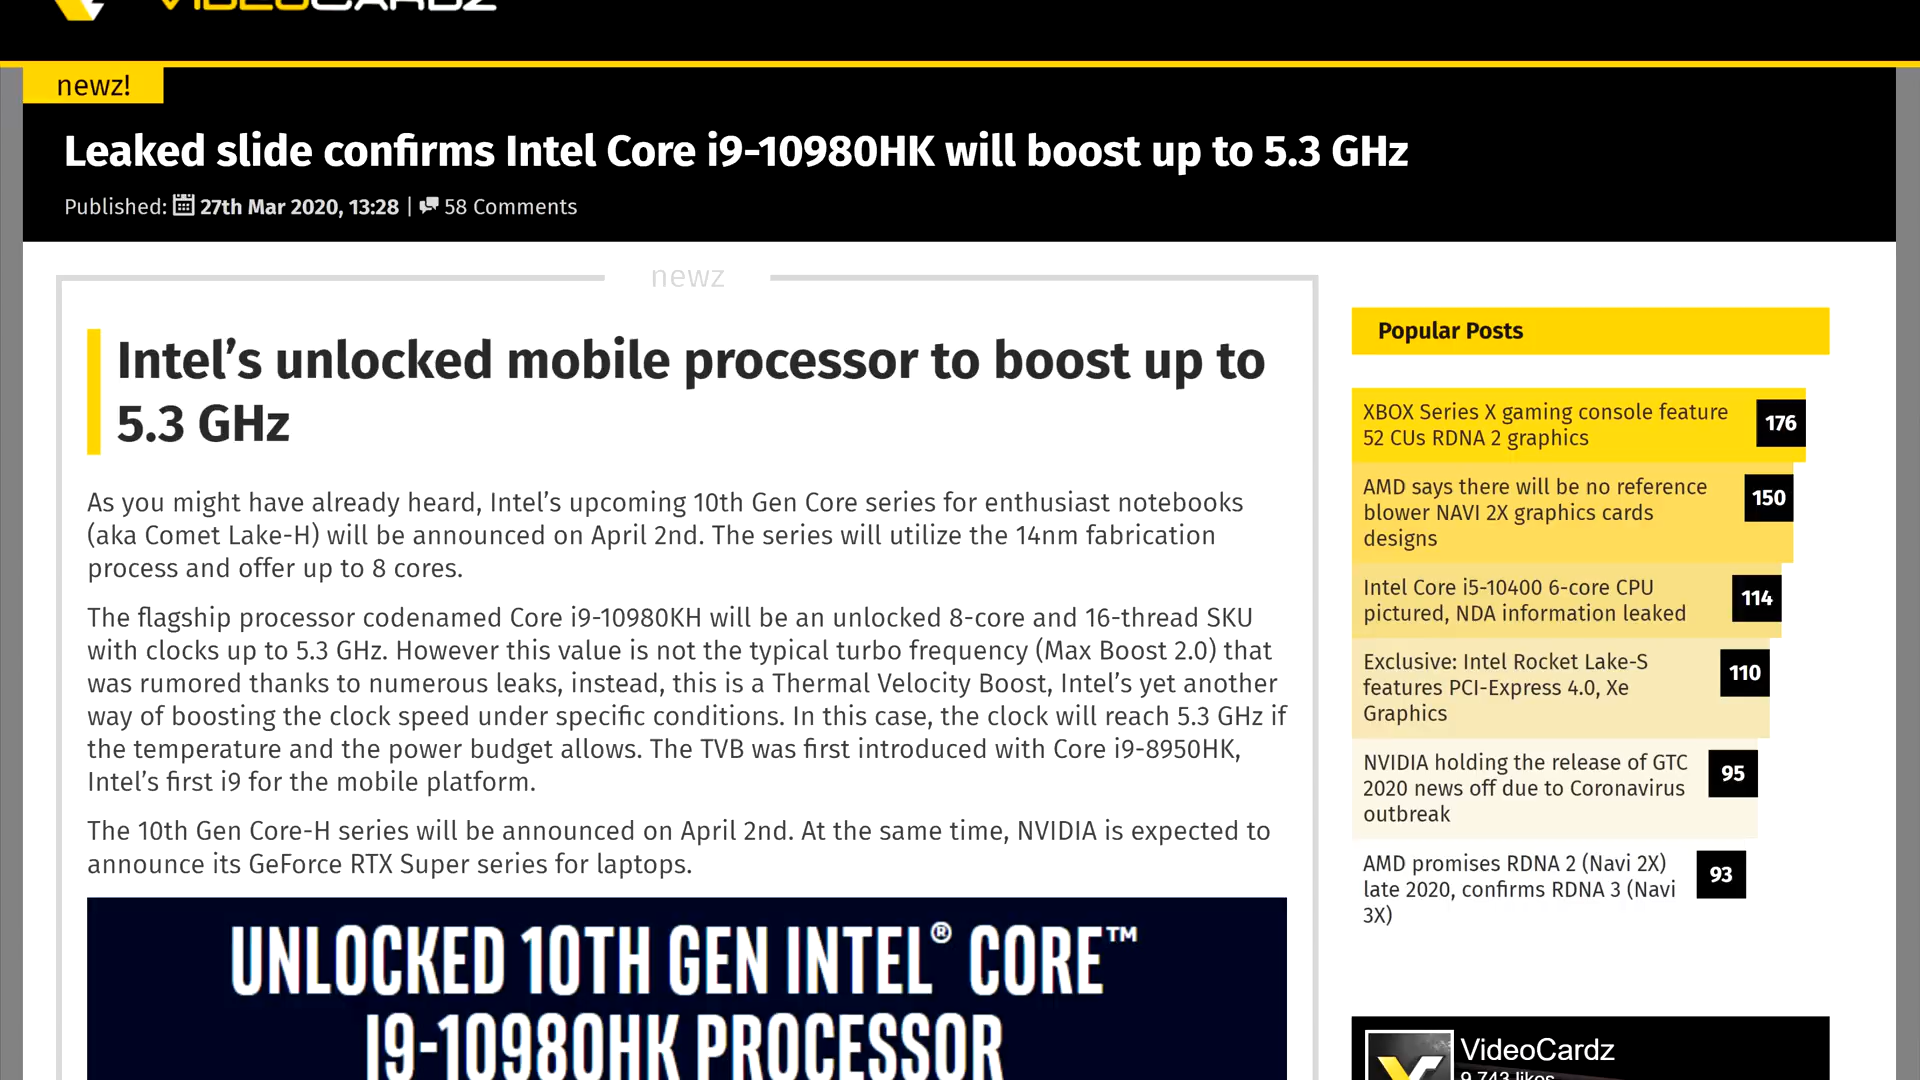 VIDEOCARDZ
newz!
Leaked slide confirms Intel Core i9-10980HK will boost up to 5.3 GHz
Published: 27th Mar 2020, 13:28 | 58 Comments
newz
Intel’s unlocked mobile processor to boost up to
5.3 GHz
As you might have already heard, Intel’s upcoming 10th Gen Core series for enthusiast notebooks
(aka Comet Lake-H) will be announced on April 2nd. The series will utilize the 14nm fabrication
process and offer up to 8 cores.
The flagship processor codenamed Core i9-10980KH will be an unlocked 8-core and 16-thread SKU
with clocks up to 5.3 GHz. However this value is not the typical turbo frequency (Max Boost 2.0) that
was rumored thanks to numerous leaks, instead, this is a Thermal Velocity Boost, Intel’s yet another
way of boosting the clock speed under specific conditions. In this case, the clock will reach 5.3 GHz if
the temperature and the power budget allows. The TVB was first introduced with Core i9-8950HK,
Intel’s first i9 for the mobile platform.
The 10th Gen Core-H series will be announced on April 2nd. At the same time, NVIDIA is expected to
announce its GeForce RTX Super series for laptops.
UNLOCKED 10TH GEN INTEL® CORE™
I9-10980HK PROCESSOR
Popular Posts
XBOX Series X gaming console feature
52 CUs RDNA 2 graphics
176
AMD says there will be no reference
blower NAVI 2X graphics cards
designs
150
Intel Core i5-10400 6-core CPU
pictured, NDA information leaked
114
Exclusive: Intel Rocket Lake-S
features PCI-Express 4.0, Xe
Graphics
110
NVIDIA holding the release of GTC
2020 news off due to Coronavirus
outbreak
95
AMD promises RDNA 2 (Navi 2X)
late 2020, confirms RDNA 3 (Navi
3X)
93
VideoCardz
9,743 likes